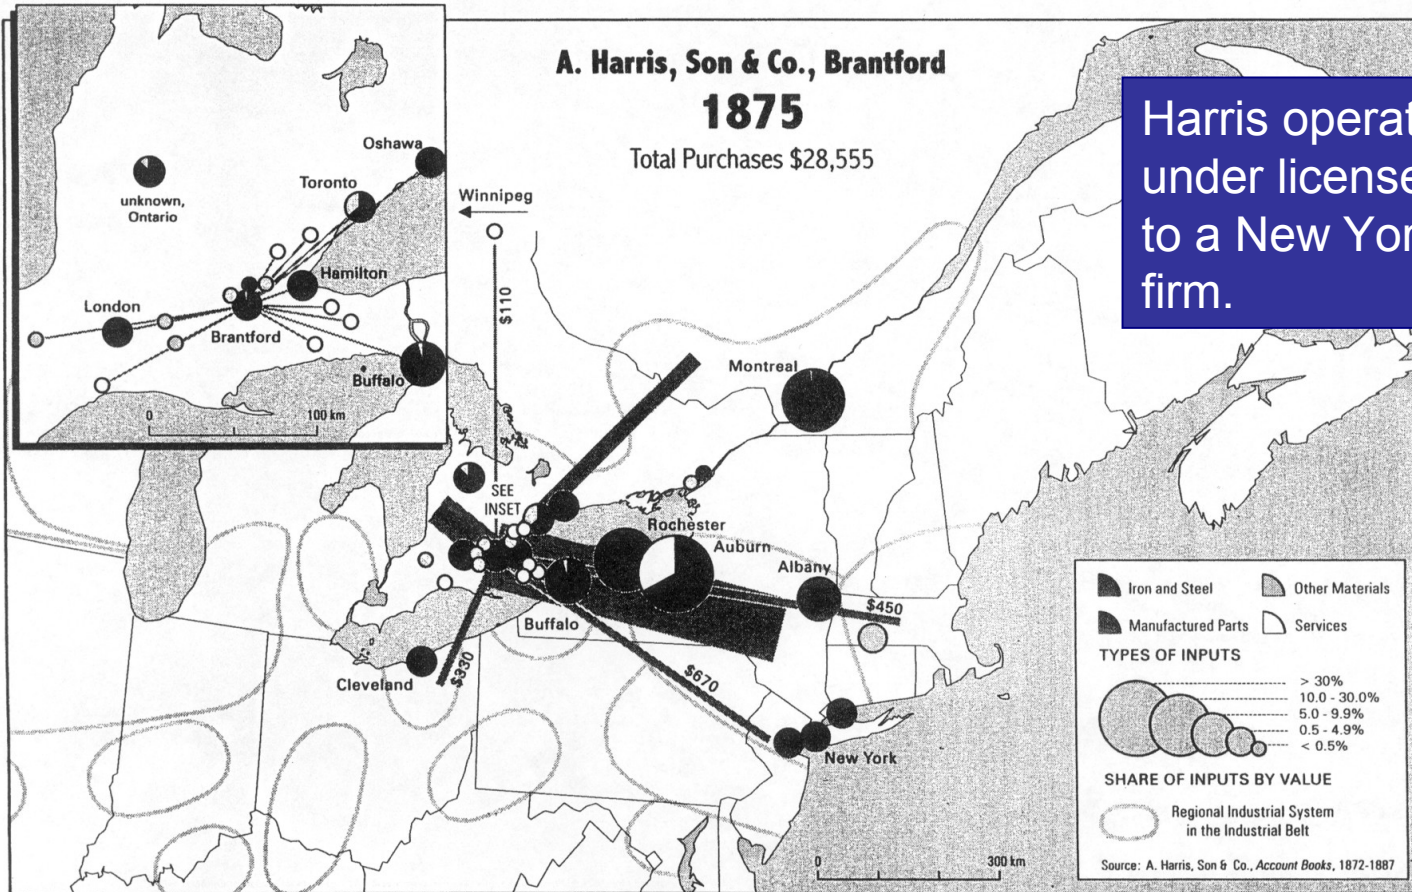 A. Harris, Son & Co., Brantford
1875
Total Purchases $28,555
Harris operat
under license
to a New Yor
firm.
Oshawa
Toronto
unknown,
Ontario
Hamilton
London
Brantford
Buffalo
0 100 km
Winpeg
$110
Montreal
SEE
INSET
Rochester
Auburn
Albany
$450
Buffalo
Cleveland
$330
$670
New York
0 300 km
Iron and Steel
Other Materials
Manufactured Parts
Services
TYPES OF INPUTS
> 30%
10.0 - 30.0%
5.0 - 9.9%
0.5 - 4.9%
< 0.5%
SHARE OF INPUTS BY VALUE
Regional Industrial System
in the Industrial Belt
Source: A. Harris, Son & Co., Account Books, 1872-1887